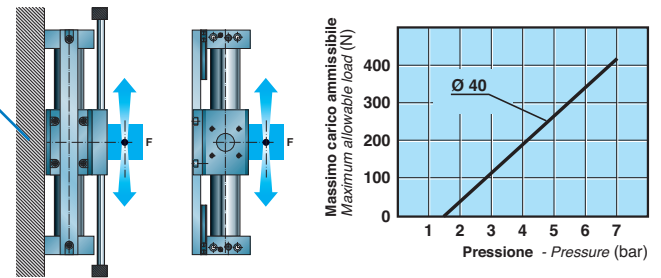 F
F
Massimo carico ammissibile
Maximum allowable load (N)
400
300
200
100
0
Ø 40
1 2 3 4 5 6 7
Pressione - Pressure (bar)